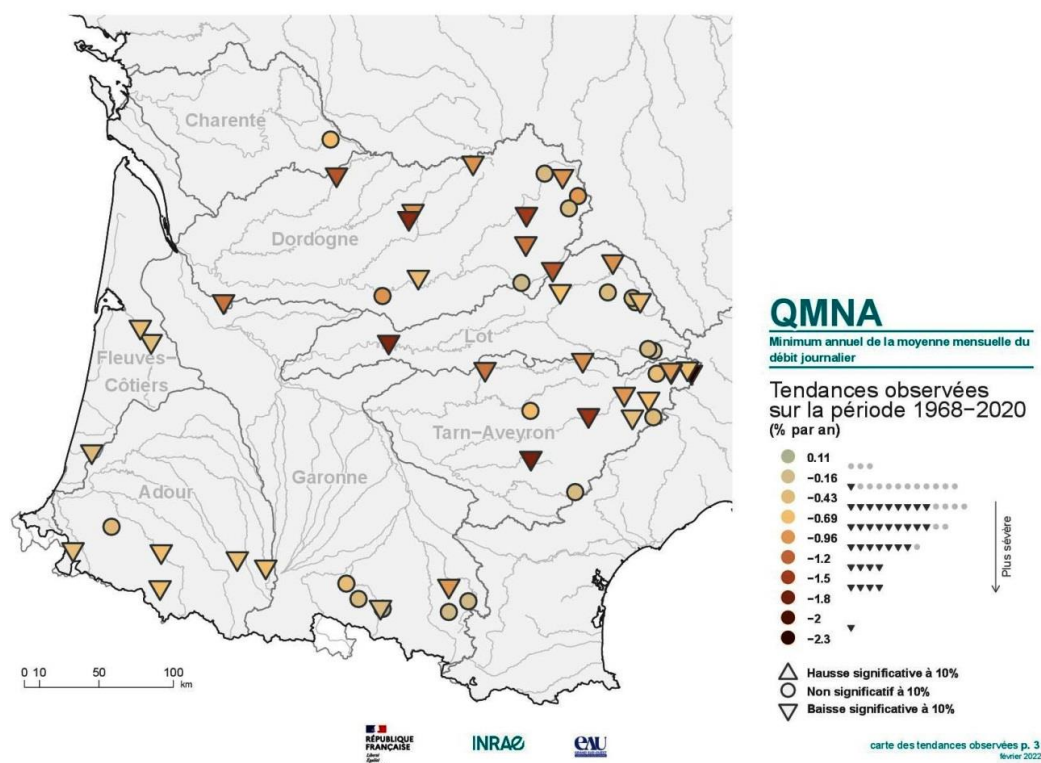 Charente
Dordogne
Lot
Fleuves-
Côtiers
Tarn-Aveyron
Garonne
Adour
0 10 50 100
km
QMNA
Minimum annuel de la moyenne mensuelle du
débit journalier
Tendances observées
sur la période 1968-2020
(% par an)
0.11
-0.16
-0.43
-0.69
-0.96
-1.2
-1.5
-1.8
-2
-2.3
Plus sévère
Hausse significative à 10%
Non significatif à 10%
Baisse significative à 10%
RÉPUBLIQUE
FRANÇAISE
Liberté
Égalité
INRAE
EAU
carte des tendances observées p. 3
février 2022